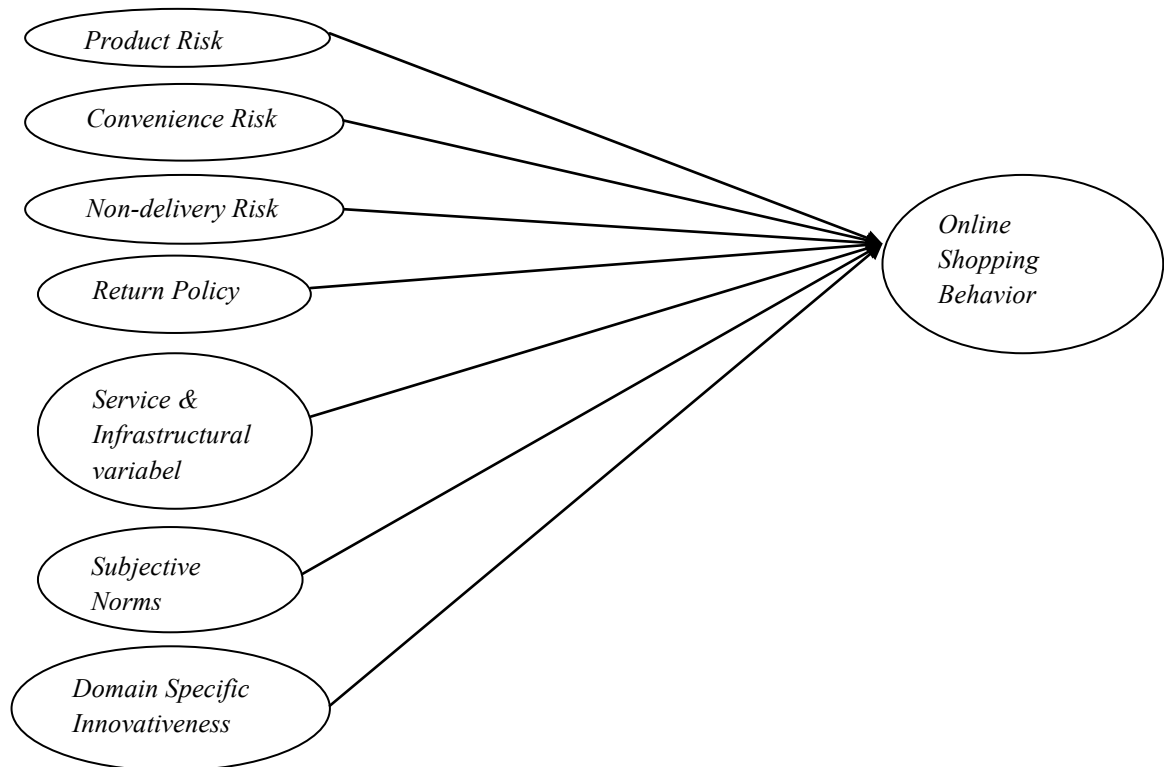 Product Risk
Convenience Risk
Non-delivery Risk
Return Policy
Service &
Infrastructural
variabel
Subjective
Norms
Domain Specific
Innovativeness
Online
Shopping
Behavior